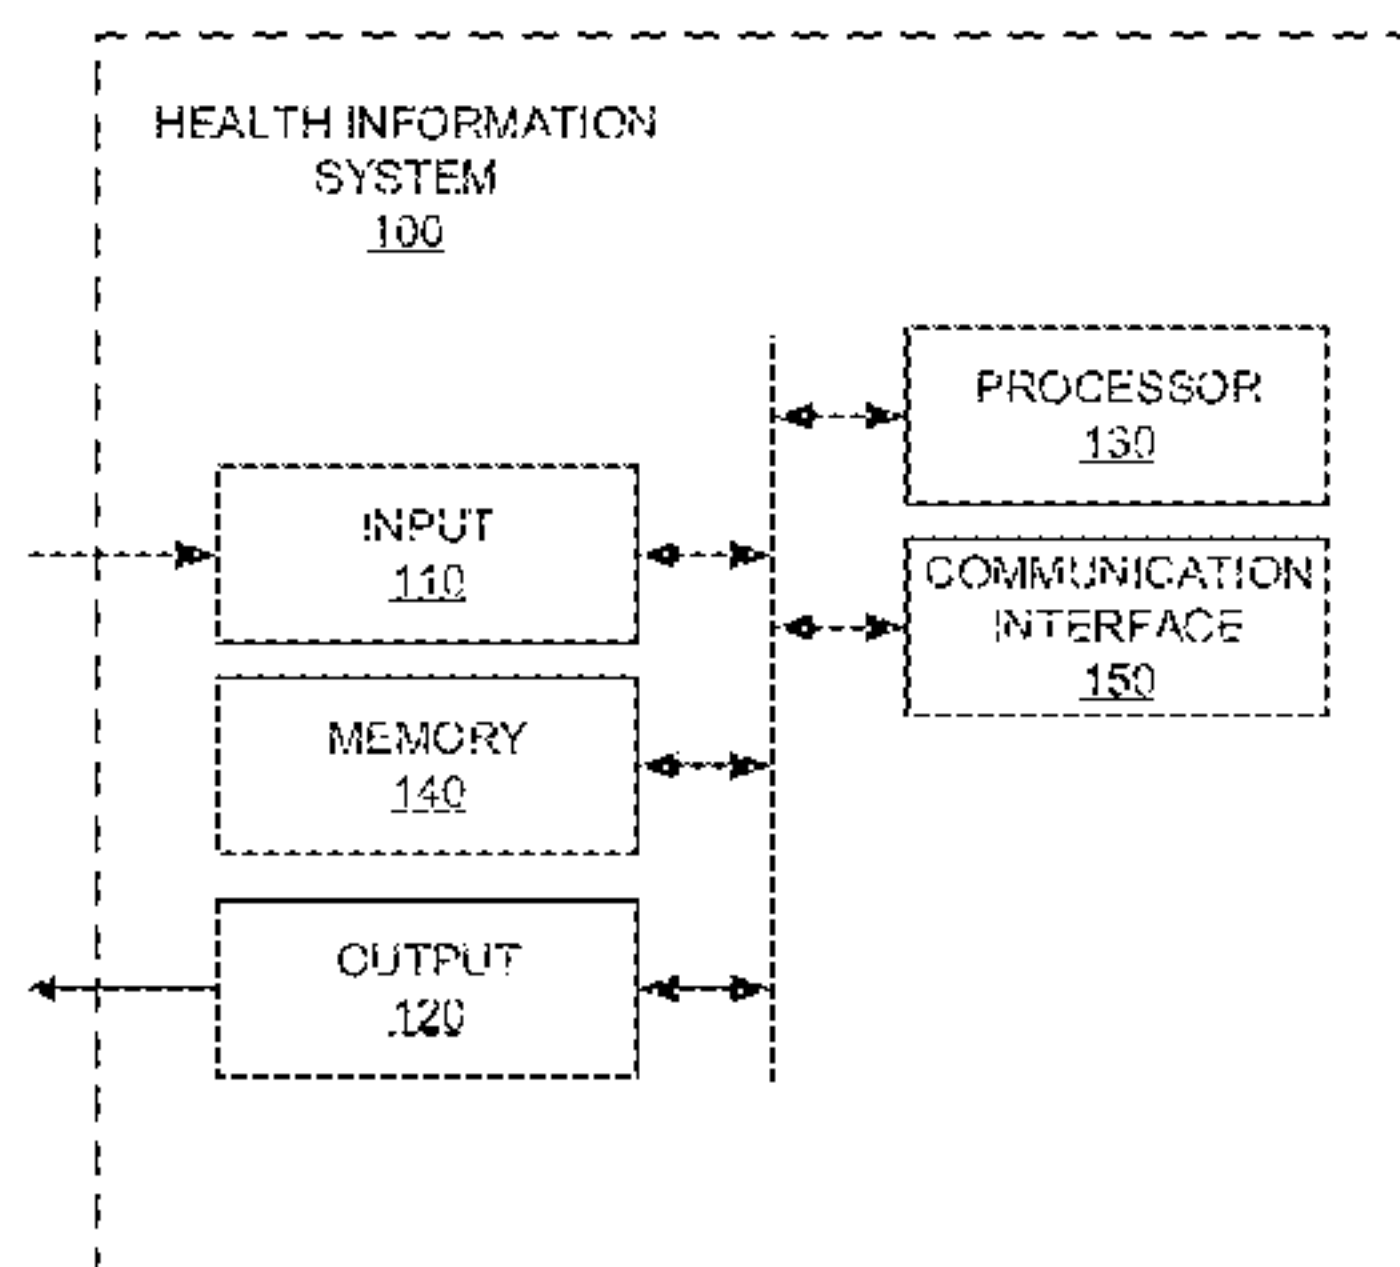 HEALTH INFORMATION
SYSTEM
100
PROCESSOR
130
INPUT
110
COMMUNICATION
INTERFACE
150
MEMORY
140
OUTPUT
120